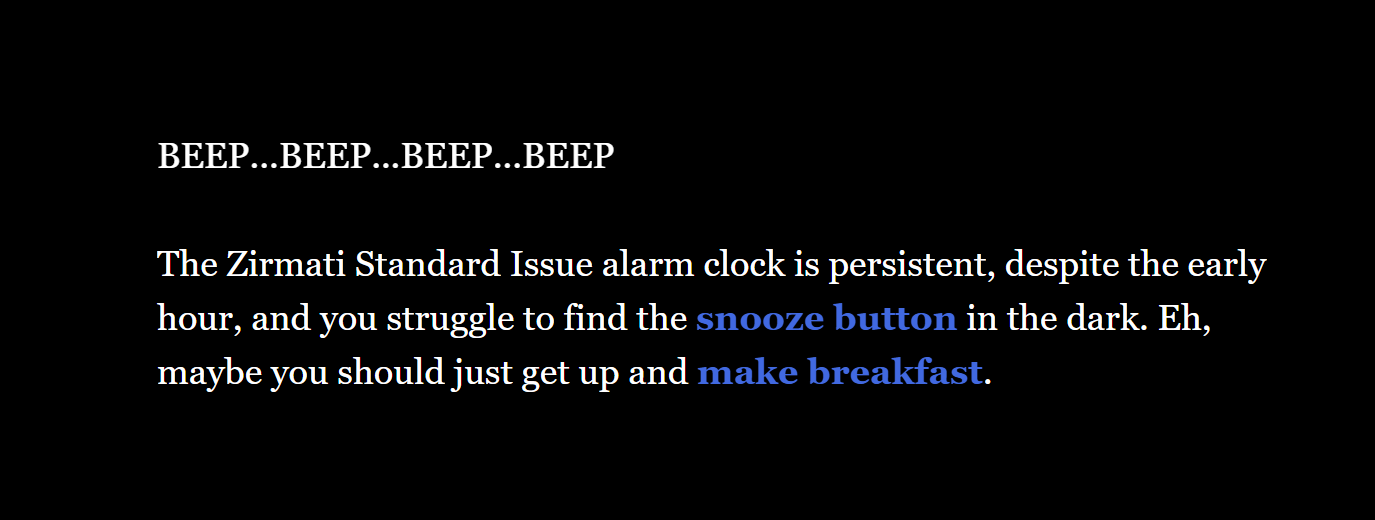 BEEP...BEEP...BEEP...BEEP
The Zirmati Standard Issue alarm clock is persistent, despite the early
hour, and you struggle to find the snooze button in the dark. Eh,
maybe you should just get up and make breakfast.